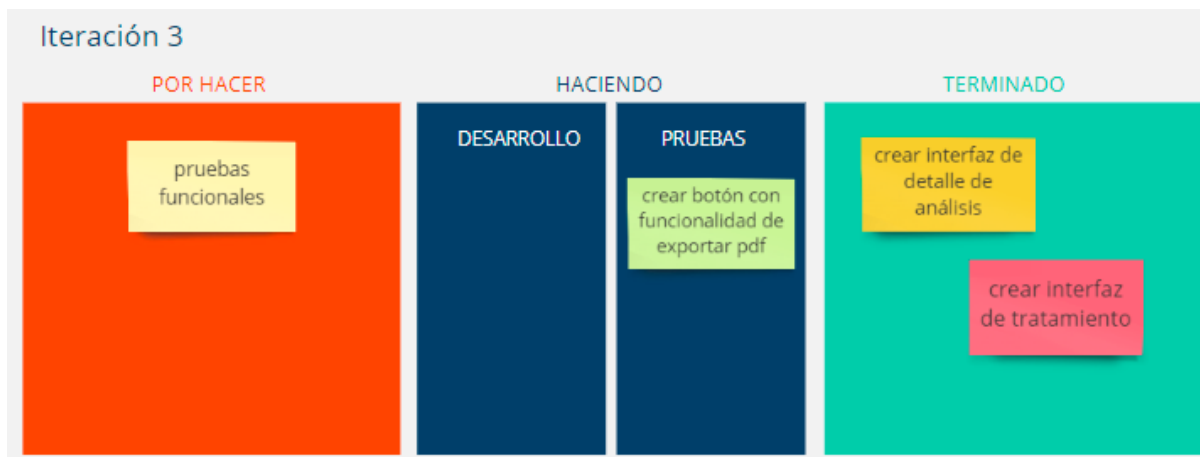 Iteración 3
POR HACER
HACIENDO
TERMINADO
pruebas
funcionales
DESARROLLO
PRUEBAS
crear botón con
funcionalidad de
exportar pdf
crear interfaz de
detalle de
análisis
crear interfaz
de tratamiento